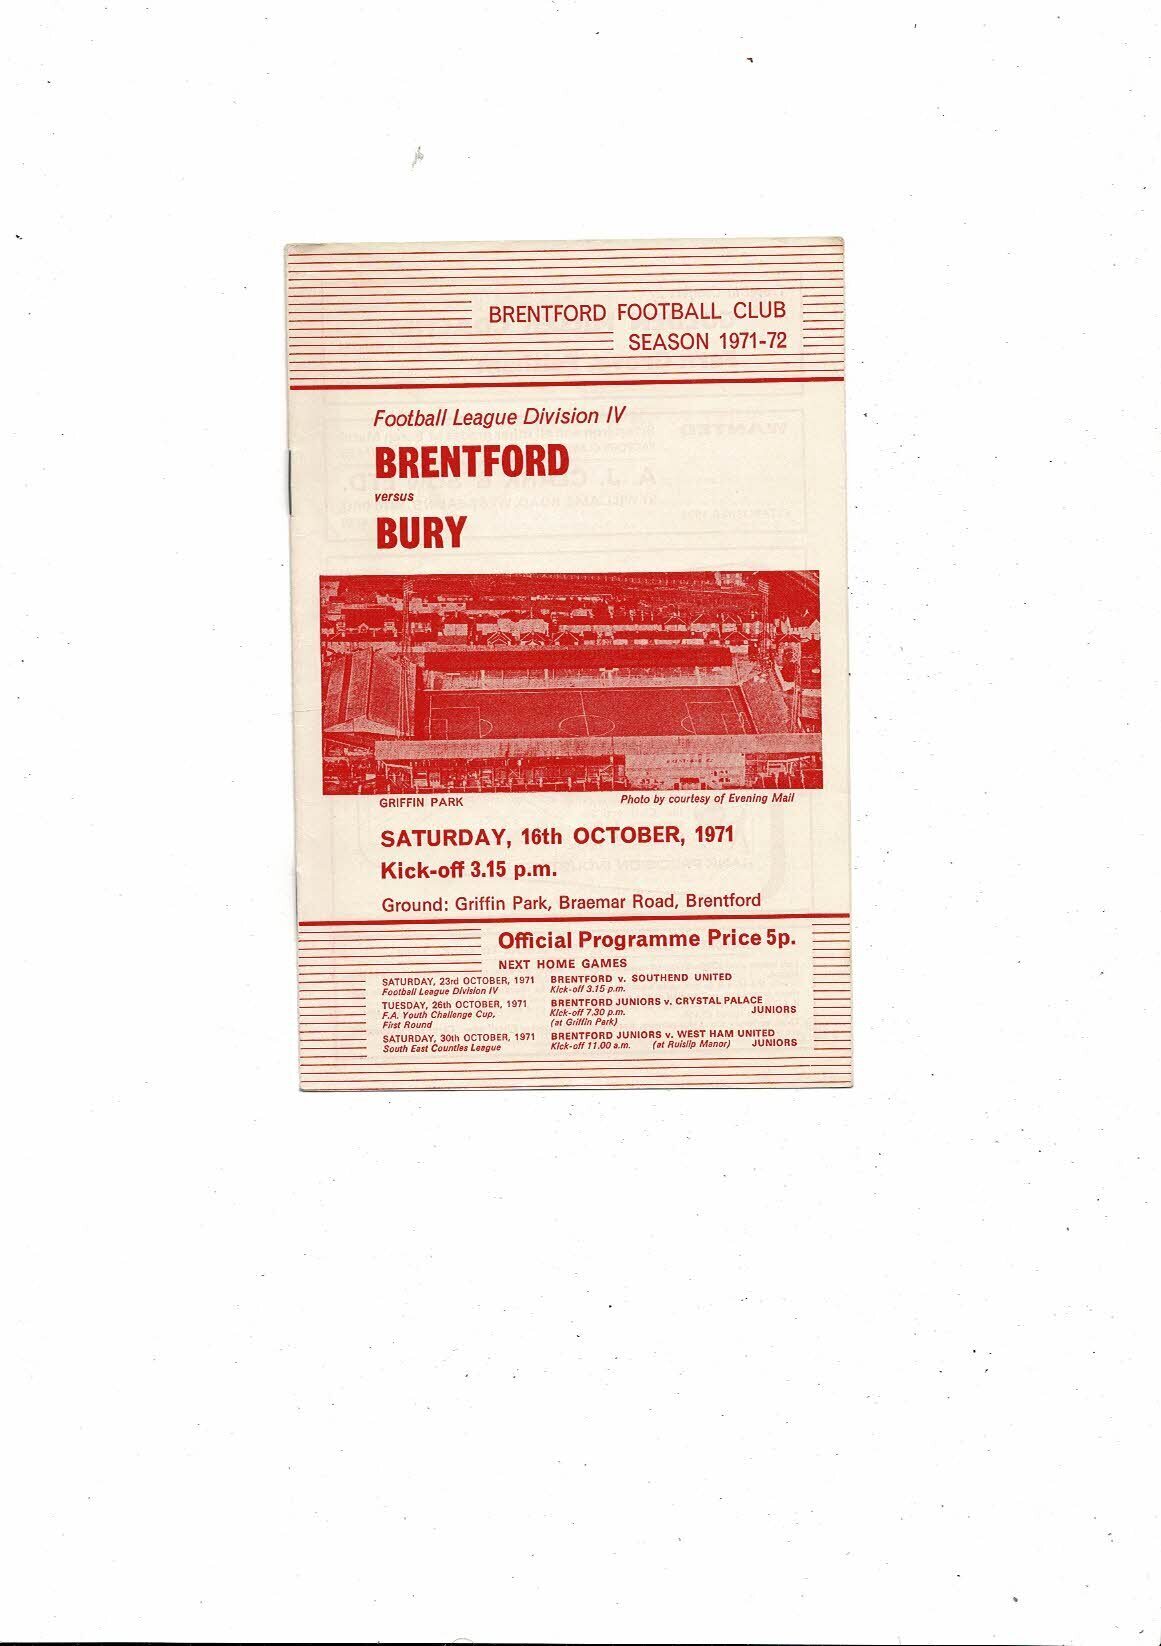 BRENTFORD FOOTBALL CLUB
SEASON 1971-72
Football League Division IV
BRENTFORD
versus
BURY
GRIFFIN PARK
Photo by courtesy of Evening Mail
SATURDAY, 16th OCTOBER, 1971
Kick-off 3.15 p.m.
Ground: Griffin Park, Braemar Road, Brentford
Official Programme Price 5p.
NEXT HOME GAMES
SATURDAY, 23rd OCTOBER, 1971 BRENTFORD v. SOUTHEND UNITED
Football League Division IV Kick-off 3.15 p.m.
TUESDAY, 26th OCTOBER, 1971 BRENTFORD JUNIORS v. CRYSTAL PALACE
F.A. Youth Challenge Cup, Kick-off 7.30 p.m. JUNIORS
First Round (at Griffin Park)
SATURDAY, 30th OCTOBER, 1971 BRENTFORD JUNIORS v. WEST HAM UNITED
South East Counties League Kick-off 11.00 a.m. (at Ruislip Manor) JUNIORS